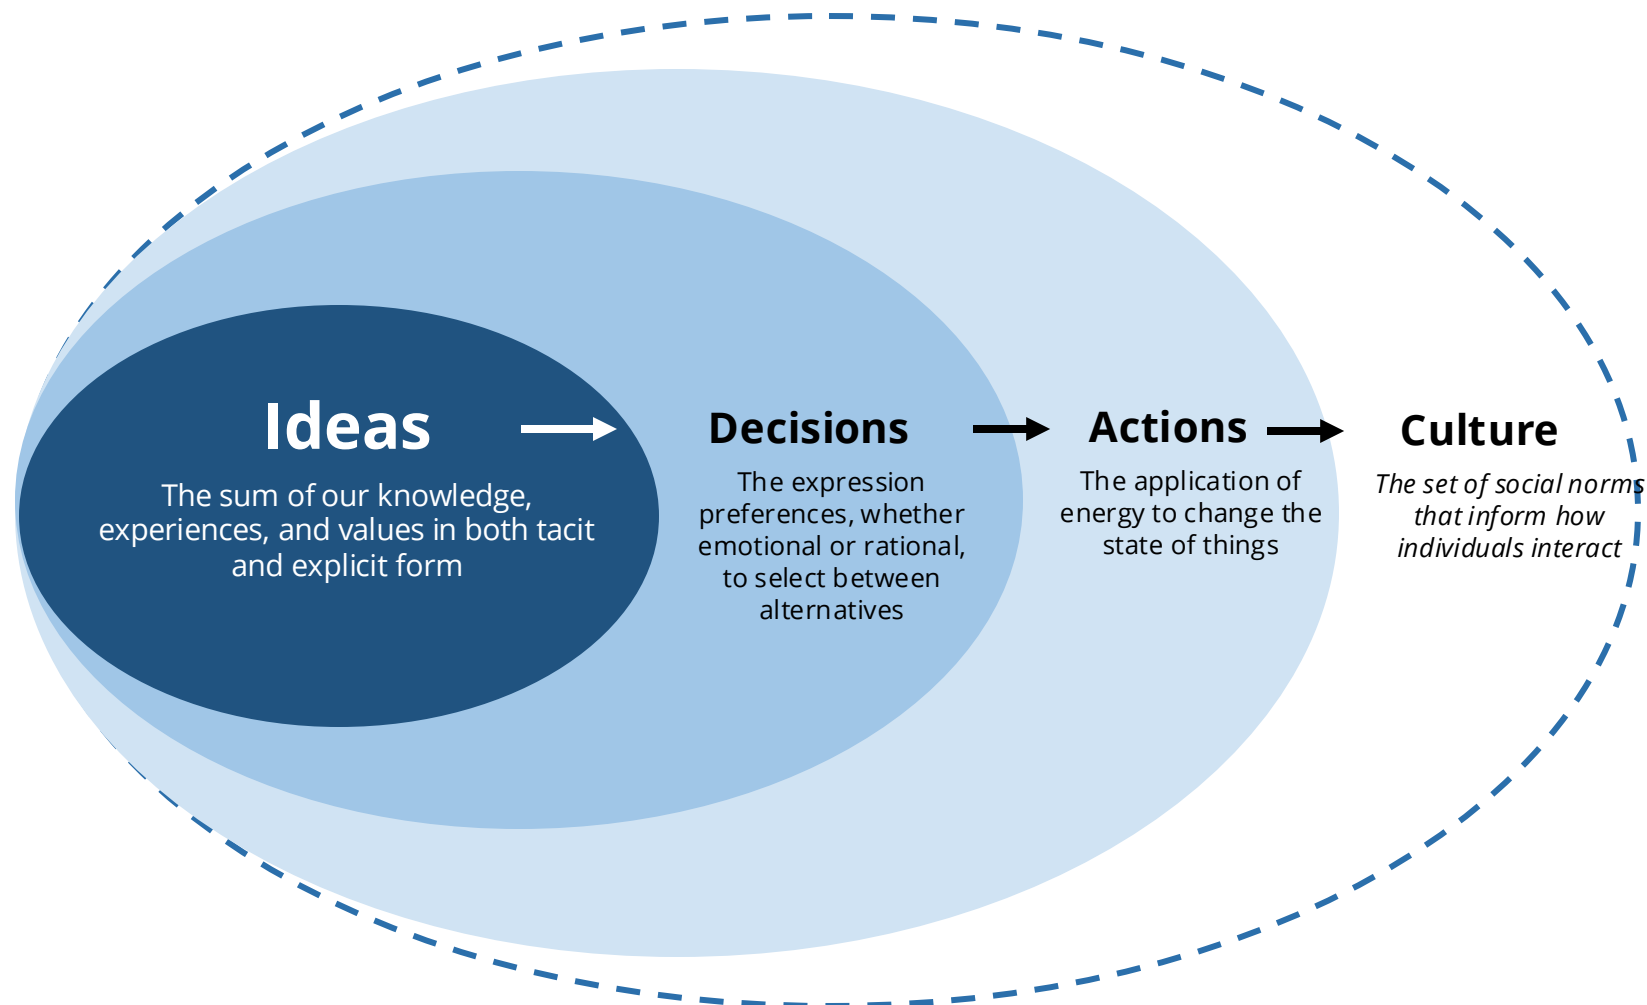 Ideas
The sum of our knowledge,
experiences, and values in both tacit
and explicit form
Decisions
The expression
preferences, whether
emotional or rational,
to select between
alternatives
Actions
The application of
energy to change the
state of things
Culture
The set of social norms
that inform how
individuals interact